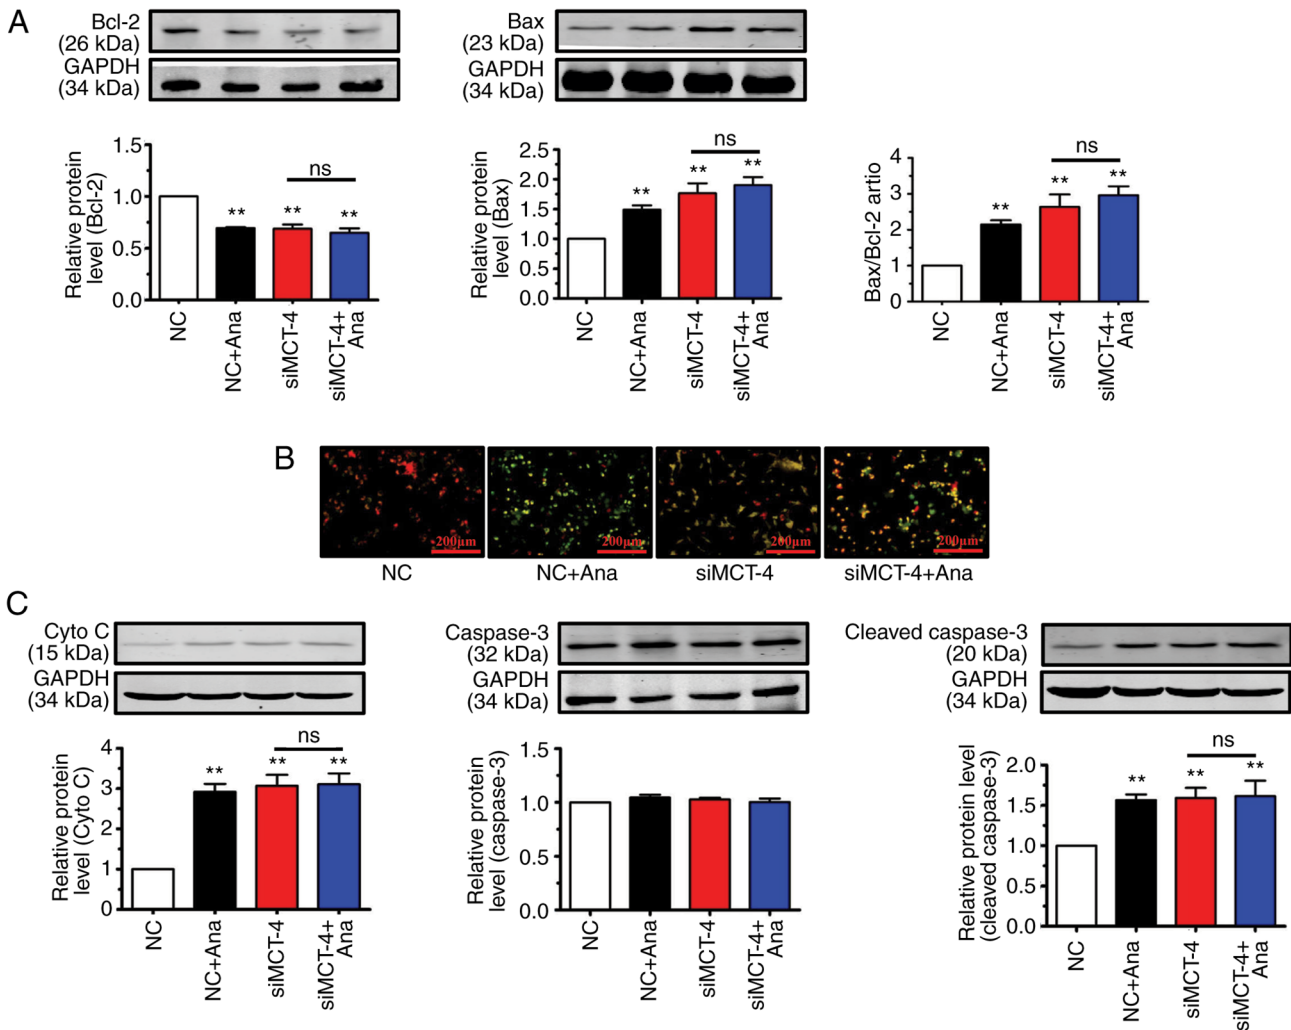 A
Bcl-2
(26 kDa)
GAPDH
(34 kDa)
Bax
(23 kDa)
GAPDH
(34 kDa)
Relative protein
level (Bcl-2)
1.5
1.0
0.5
0.0
**
**
**
ns
NC
NC+Ana
siMCT-4
siMCT-4+
Ana
Relative protein
level (Bax)
2.5
2.0
1.5
1.0
0.5
0.0
**
**
**
ns
NC
NC+Ana
siMCT-4
siMCT-4+
Ana
Bax/Bcl-2 artio
4
3
2
1
0
**
**
**
ns
NC
NC+Ana
siMCT-4
siMCT-4+
Ana
B
200μm
200μm
200μm
200μm
NC
NC+Ana
siMCT-4
siMCT-4+Ana
C
Cyto C
(15 kDa)
GAPDH
(34 kDa)
Caspase-3
(32 kDa)
GAPDH
(34 kDa)
Cleaved caspase-3
(20 kDa)
GAPDH
(34 kDa)
Relative protein
level (Cyto C)
4
3
2
1
0
**
**
**
ns
NC
NC+Ana
siMCT-4
siMCT-4+
Ana
Relative protein
level (caspase-3)
1.5
1.0
0.5
0.0
NC
NC+Ana
siMCT-4
siMCT-4+
Ana
Relative protein level
(cleaved caspase-3)
2.0
1.5
1.0
0.5
0.0
**
**
**
ns
NC
NC+Ana
siMCT-4
siMCT-4+
Ana